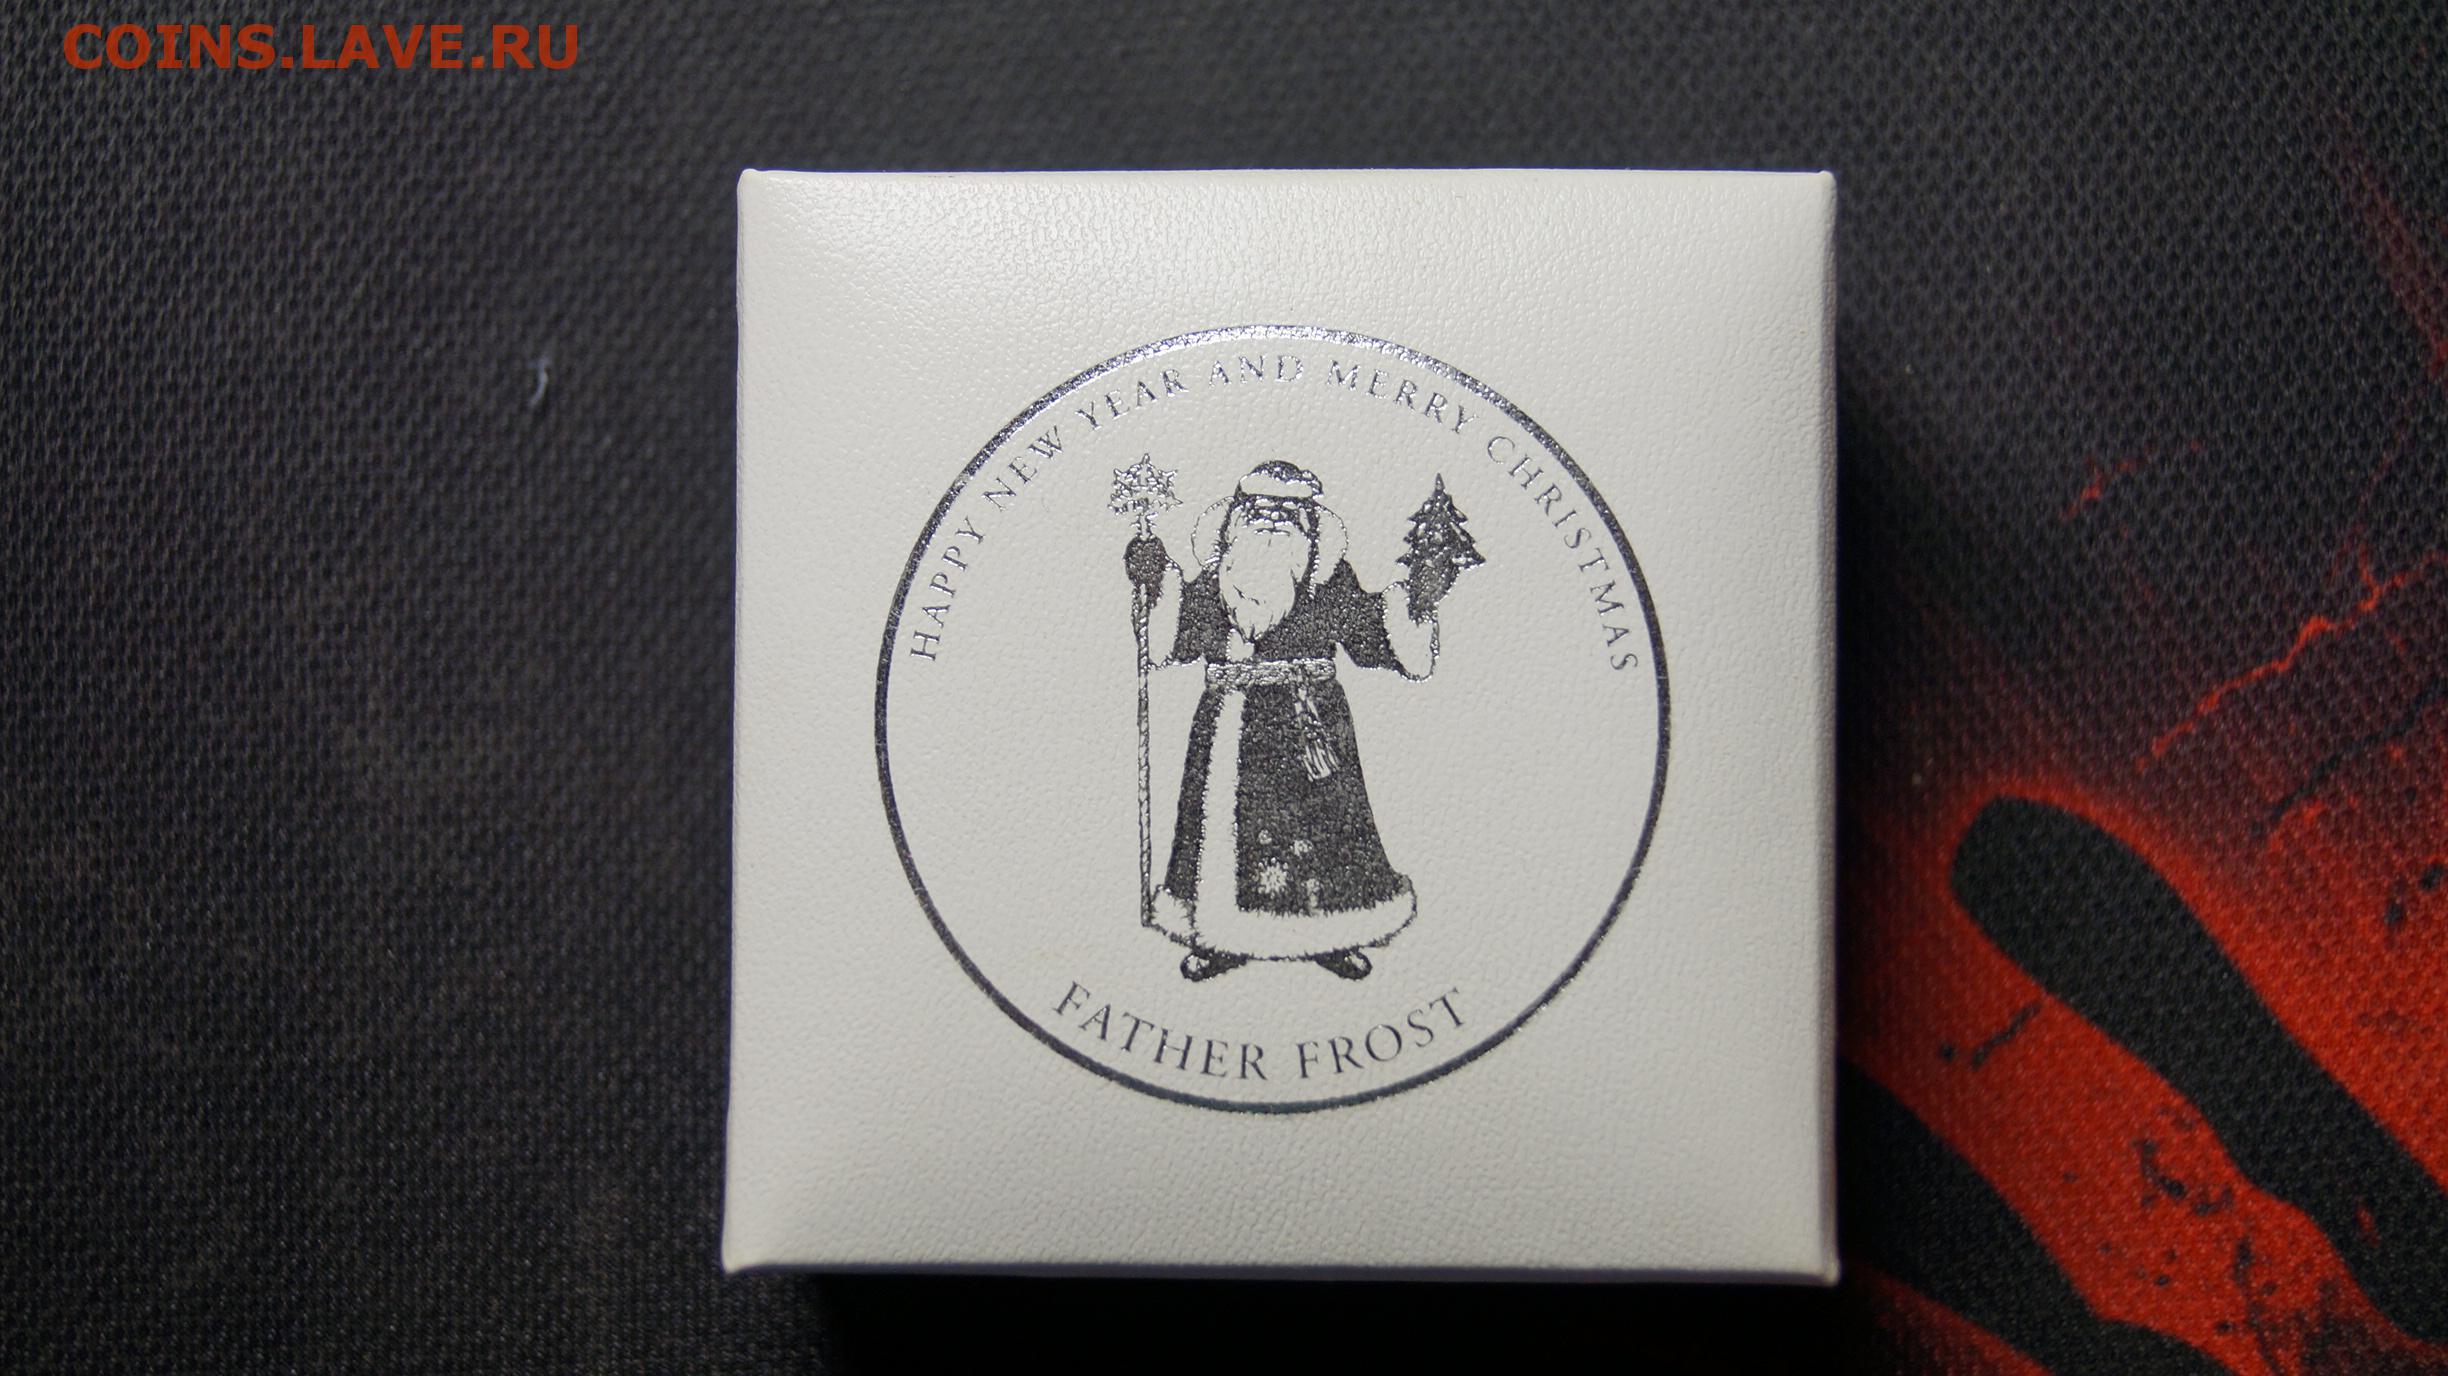 COINS.LAVE.RU
HAPPY NEW YEAR AND MERRY CHRISTMAS
FATHER FROST